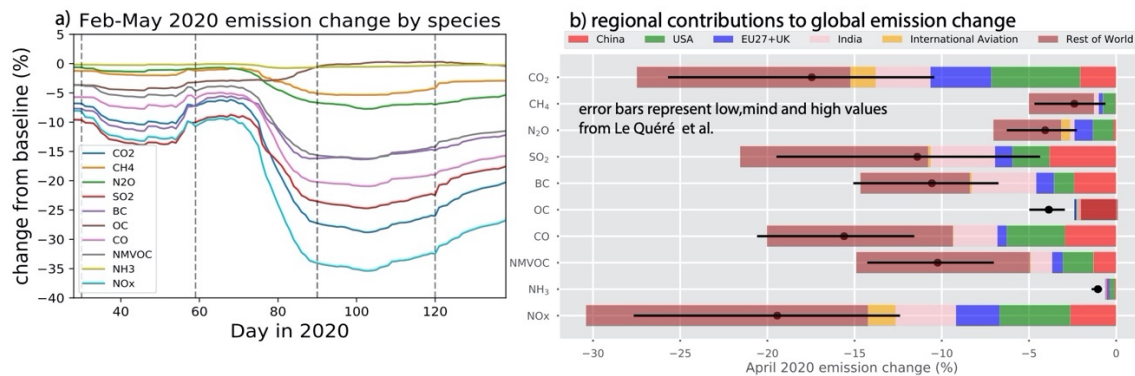 a) Feb-May 2020 emission change by species
5
0
−5
−10
−15
−20
−25
−30
−35
−40
change from baseline (%)
CO2
CH4
N2O
SO2
BC
OC
CO
NMVOC
NH3
NOx
40
60
80
100
120
Day in 2020
b) regional contributions to global emission change
China
USA
EU27+UK
India
International Aviation
Rest of World
CO₂
CH₄
N₂O
SO₂
BC
OC
CO
NMVOC
NH₃
NOx
error bars represent low,mind and high values
from Le Quéré et al.
−30
−25
−20
−15
−10
−5
0
April 2020 emission change (%)